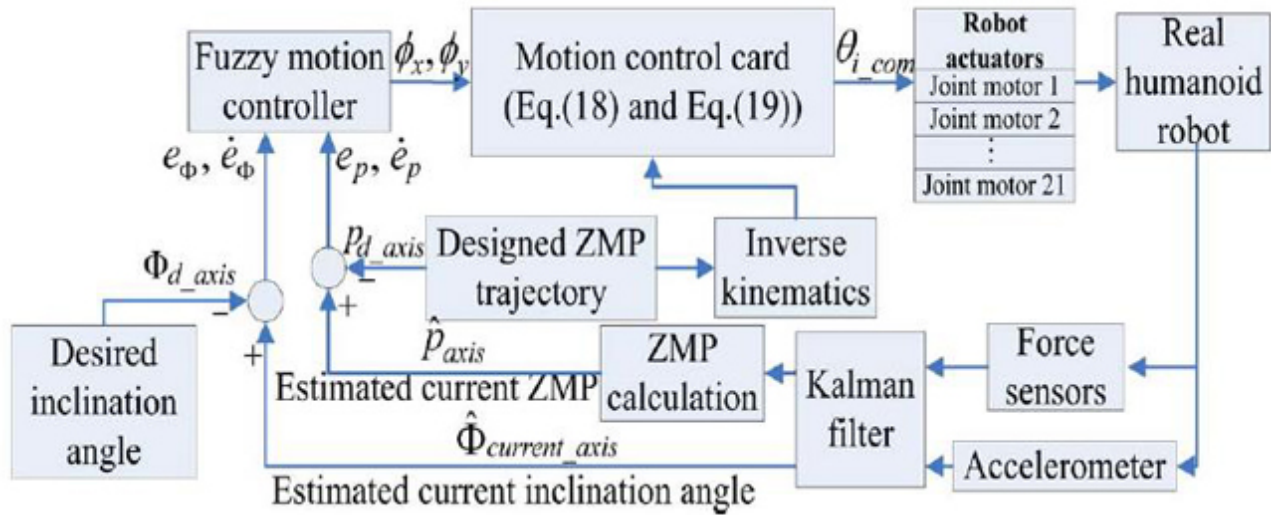 Fuzzy motion
controller
ϕx, ϕy
Motion control card
(Eq.(18) and Eq.(19))
θi_com
Robot
actuators
Joint motor 1
Joint motor 2
⋮
Joint motor 21
Real
humanoid
robot
eΦ, ėΦ
ep, ėp
Φd_axis
−
+
Desired
inclination
angle
pd_axis
−
+
Designed ZMP
trajectory
Inverse
kinematics
p̂axis
Estimated current ZMP
ZMP
calculation
Kalman
filter
Force
sensors
Accelerometer
Φ̂current_axis
Estimated current inclination angle